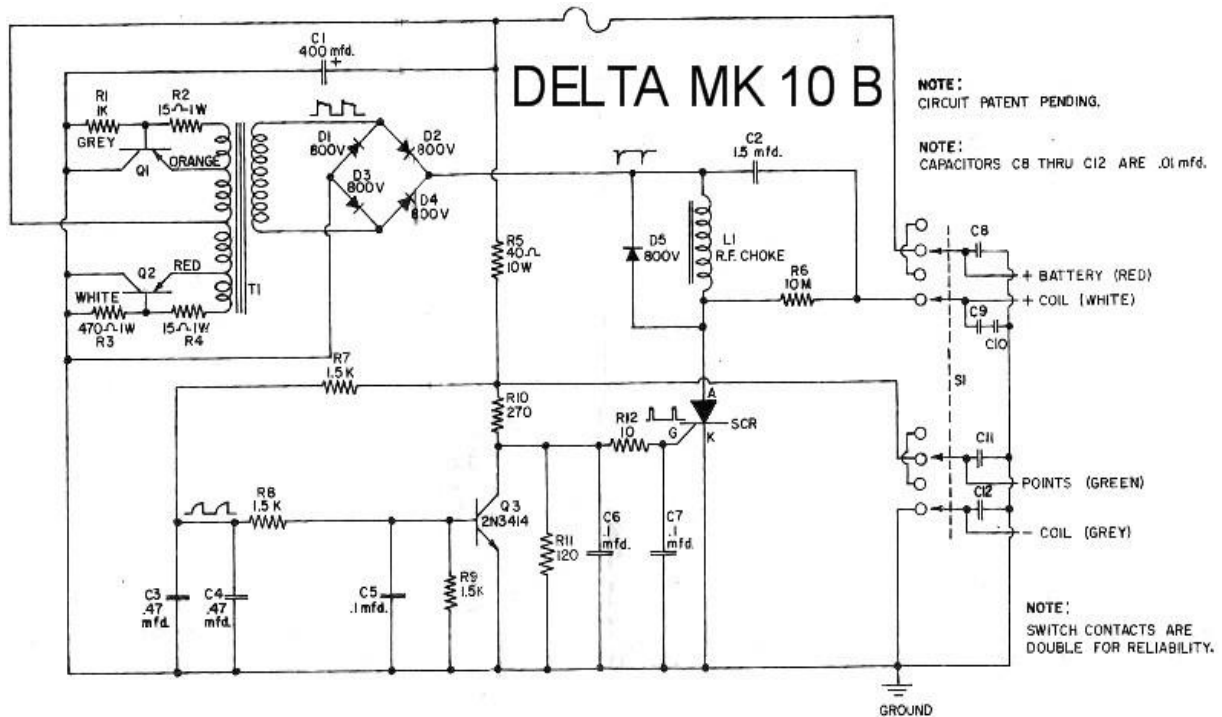 DELTA MK 10 B
NOTE:
CIRCUIT PATENT PENDING.
NOTE:
CAPACITORS C8 THRU C12 ARE .01 mfd.
C1
400 mfd.
+
R1
1K
GREY
R2
15Ω-1W
Q1
ORANGE
D1
800V
D2
800V
D3
800V
D4
800V
Q2
RED
WHITE
470Ω-1W
R3
15Ω-1W
R4
T1
R5
40Ω
10W
C2
1.5 mfd.
D5
800V
L1
R.F. CHOKE
R6
10M
C8
+ BATTERY (RED)
+ COIL (WHITE)
C9
C10
S1
R7
1.5K
R10
270
R12
10
A
G
K
SCR
C11
POINTS (GREEN)
C12
- COIL (GREY)
R8
1.5 K
Q3
2N3414
C3
.47
mfd.
C4
.47
mfd.
C5
.1mfd.
R9
1.5K
R11
120
C6
.1
mfd.
C7
.1
mfd.
NOTE:
SWITCH CONTACTS ARE
DOUBLE FOR RELIABILITY.
GROUND